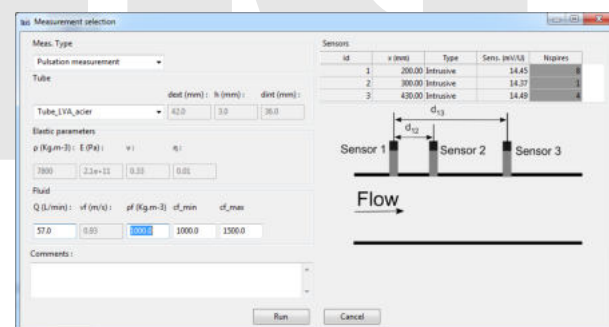 Measurement selection
Meas. Type
Pulsation measurement
Tube
dext (mm) : h (mm) : dint (mm) :
Tube_LVA_acier 42.0 3.0 36.0
Elastic parameters
ρ (Kg.m-3) : E (Pa) : ν : η :
7800 2.1e+11 0.33 0.01
Fluid
Q (L/min) : vf (m/s) : ρf (Kg.m-3) cf_min cf_max
57.0 0.93 1000.0 1000.0 1500.0
Comments :
Run Cancel
Sensors
id x (mm) Type Sens. (mV/U) Nspires
1 200.00 Intrusive 14.45
2 300.00 Intrusive 14.37 1
3 430.00 Intrusive 14.49 4
d13
d12
Sensor 1 Sensor 2 Sensor 3
Flow